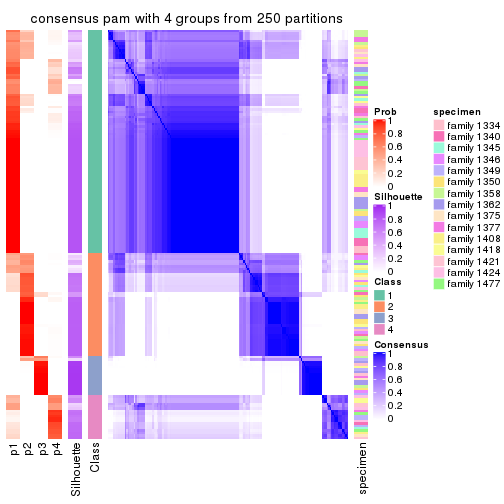 consensus pam with 4 groups from 250 partitions
Prob
1
0.8
0.6
0.4
0.2
0
Silhouette
1
0.8
0.6
0.4
0.2
0
Class
1
2
3
4
Consensus
1
0.8
0.6
0.4
0.2
0
specimen
family 1334
family 1340
family 1345
family 1346
family 1349
family 1350
family 1358
family 1362
family 1375
family 1377
family 1408
family 1418
family 1421
family 1424
family 1477
p1
p2
p3
p4
Silhouette
Class
specimen